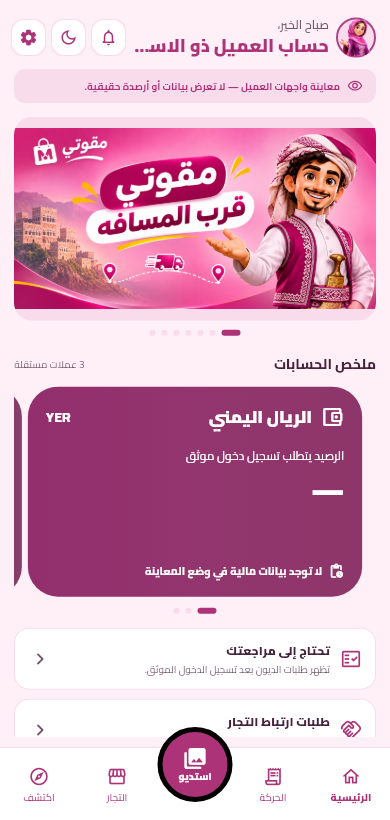 صباح الخير،
حساب العميل ذو الاسـ...
معاينة واجهات العميل — لا تعرض بيانات أو أرصدة حقيقية.
مقوتي
مقوتي
قرب المسافه
ملخص الحسابات
3 عملات مستقلة
الريال اليمني
YER
الرصيد يتطلب تسجيل دخول موثق
—
لا توجد بيانات مالية في وضع المعاينة
تحتاج إلى مراجعتك
تظهر طلبات الديون بعد تسجيل الدخول الموثق.
طلبات ارتباط التجار
الرئيسية
الحركة
استديو
التجار
اكتشف